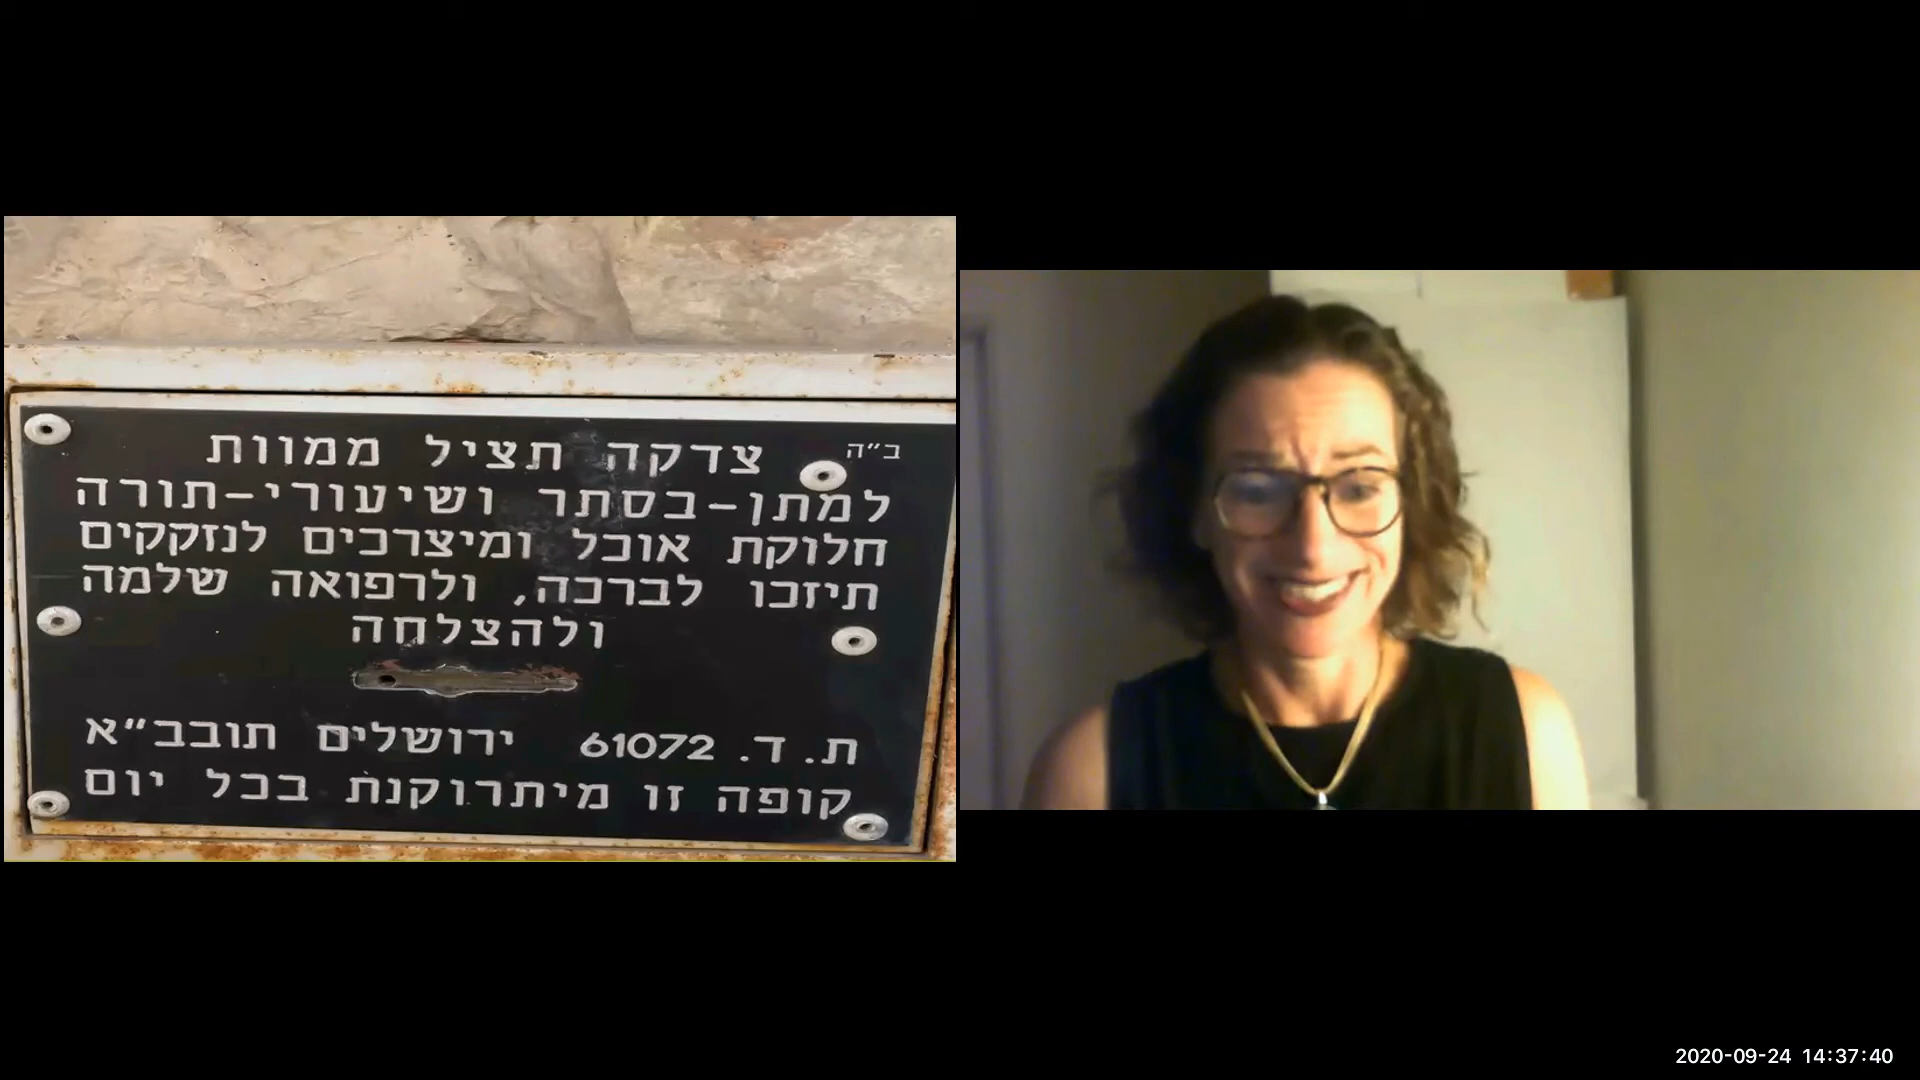 ב״ה
צדקה תציל ממוות
למתן-בסתר ושיעורי-תורה
חלוקת אוכל ומיצרכים לנזקקים
תיזכו לברכה, ולרפואה שלמה
ולהצלחה
ת. ד. 61072 ירושלים תובב״א
קופה זו מיתרוקנת בכל יום
2020-09-24 14:37:40